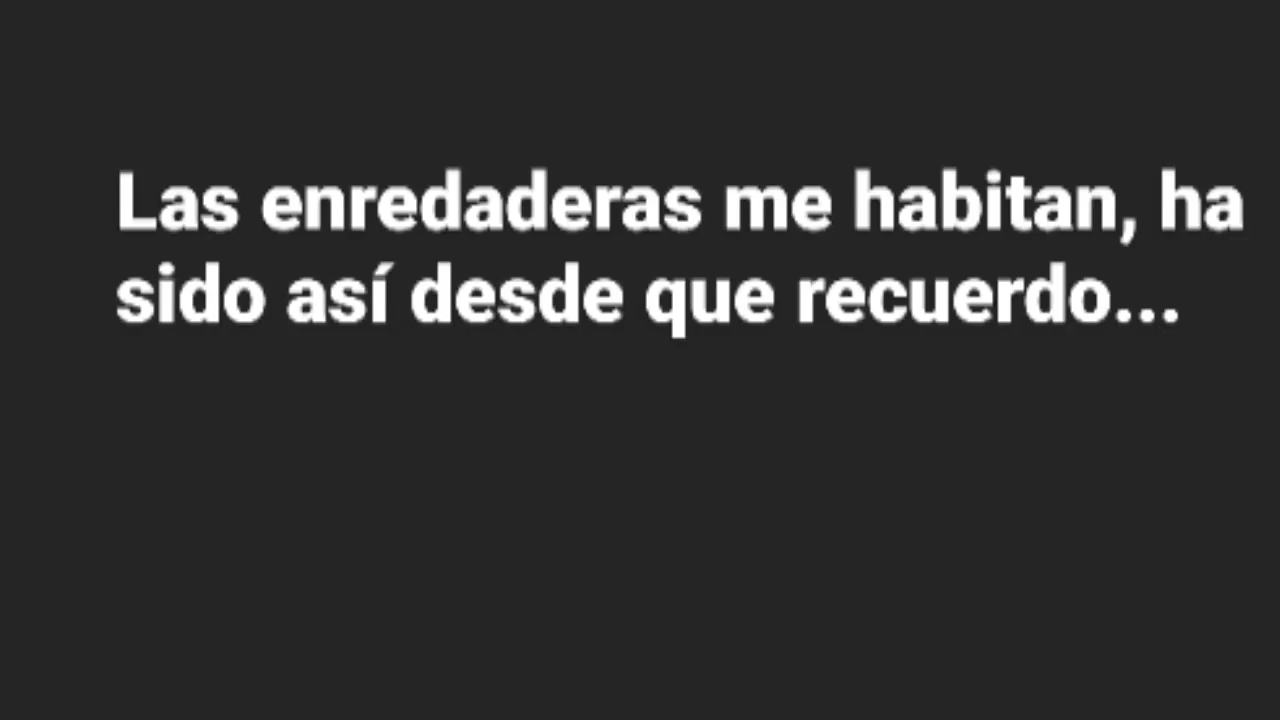 Las enredaderas me habitan, ha
sido así desde que recuerdo...